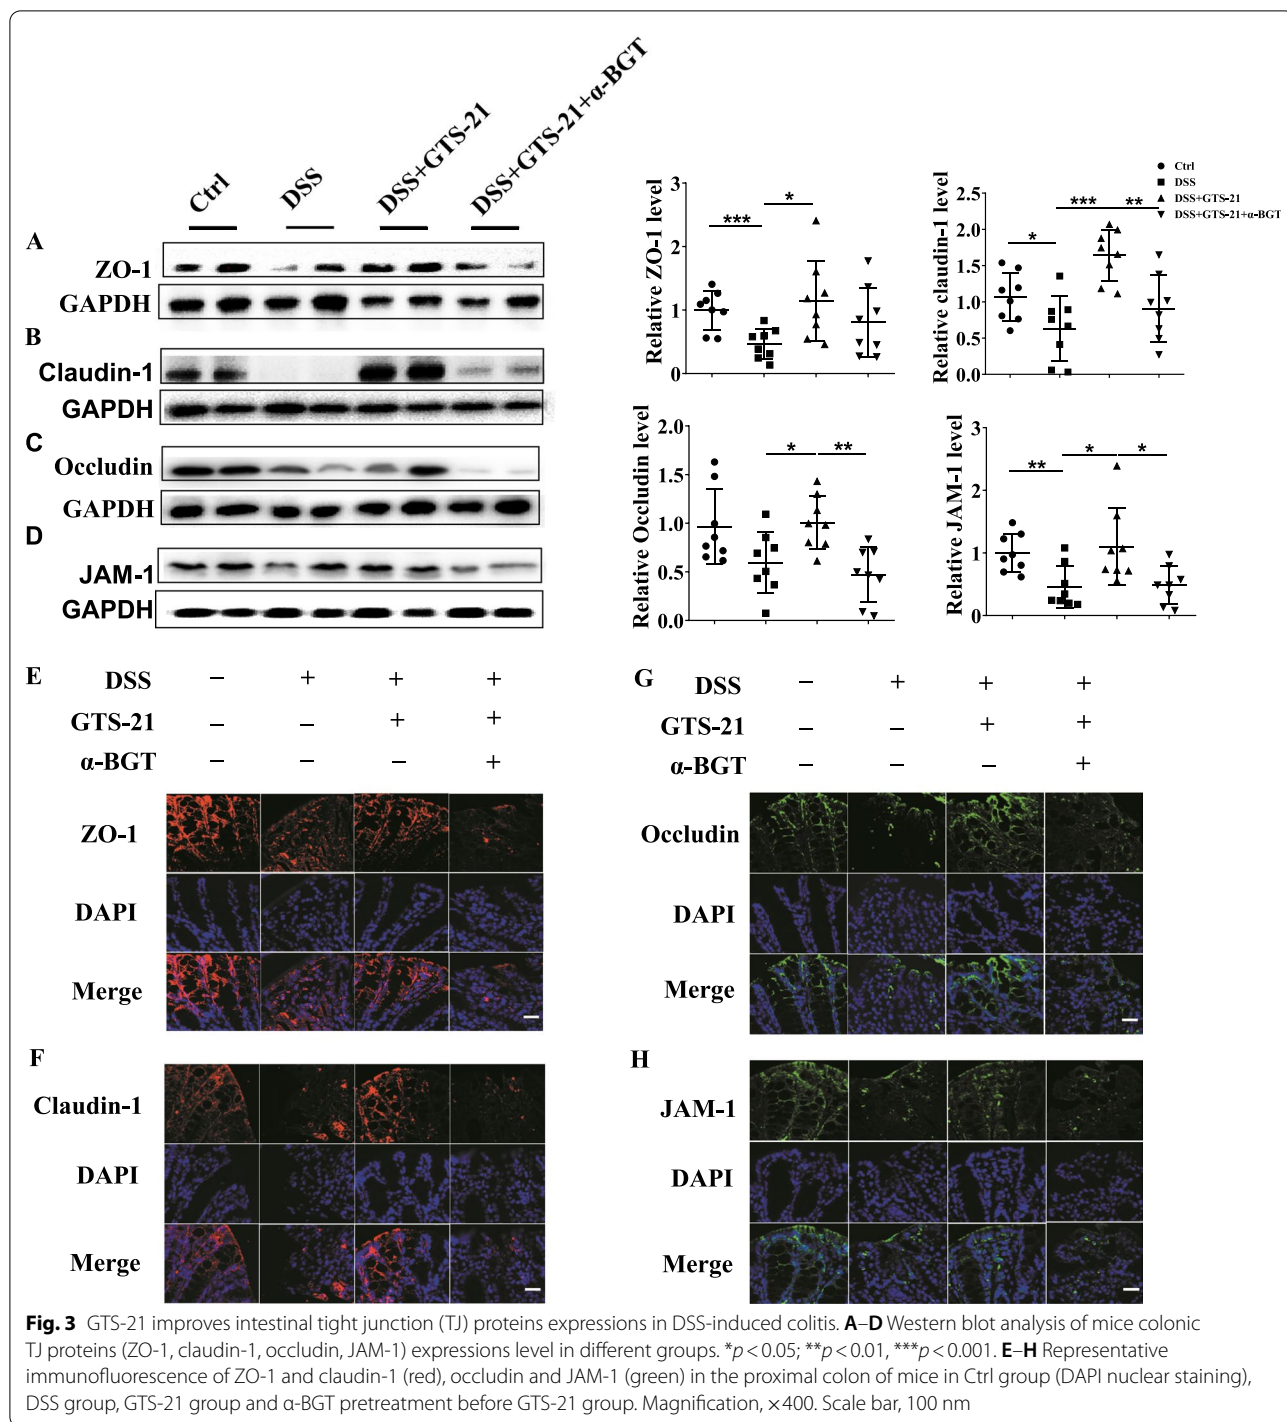 Ctrl
DSS
DSS+GTS-21
DSS+GTS-21+α-BGT
A
ZO-1
GAPDH
B
Claudin-1
GAPDH
C
Occludin
GAPDH
D
JAM-1
GAPDH
Relative ZO-1 level
3
2
1
0
***
*
Relative claudin-1 level
2.5
2.0
1.5
1.0
0.5
0.0
*
***
**
Ctrl
DSS
DSS+GTS-21
DSS+GTS-21+α-BGT
Relative Occludin level
2.0
1.5
1.0
0.5
0.0
*
**
Relative JAM-1 level
3
2
1
0
**
*
*
E
DSS − + + +
GTS-21 − − + +
α-BGT − − − +
ZO-1
DAPI
Merge
F
Claudin-1
DAPI
Merge
G
DSS − + + +
GTS-21 − − + +
α-BGT − − − +
Occludin
DAPI
Merge
H
JAM-1
DAPI
Merge
Fig. 3 GTS-21 improves intestinal tight junction (TJ) proteins expressions in DSS-induced colitis. A–D Western blot analysis of mice colonic
TJ proteins (ZO-1, claudin-1, occludin, JAM-1) expressions level in different groups. *p < 0.05; **p < 0.01, ***p < 0.001. E–H Representative
immunofluorescence of ZO-1 and claudin-1 (red), occludin and JAM-1 (green) in the proximal colon of mice in Ctrl group (DAPI nuclear staining),
DSS group, GTS-21 group and α-BGT pretreatment before GTS-21 group. Magnification, ×400. Scale bar, 100 nm